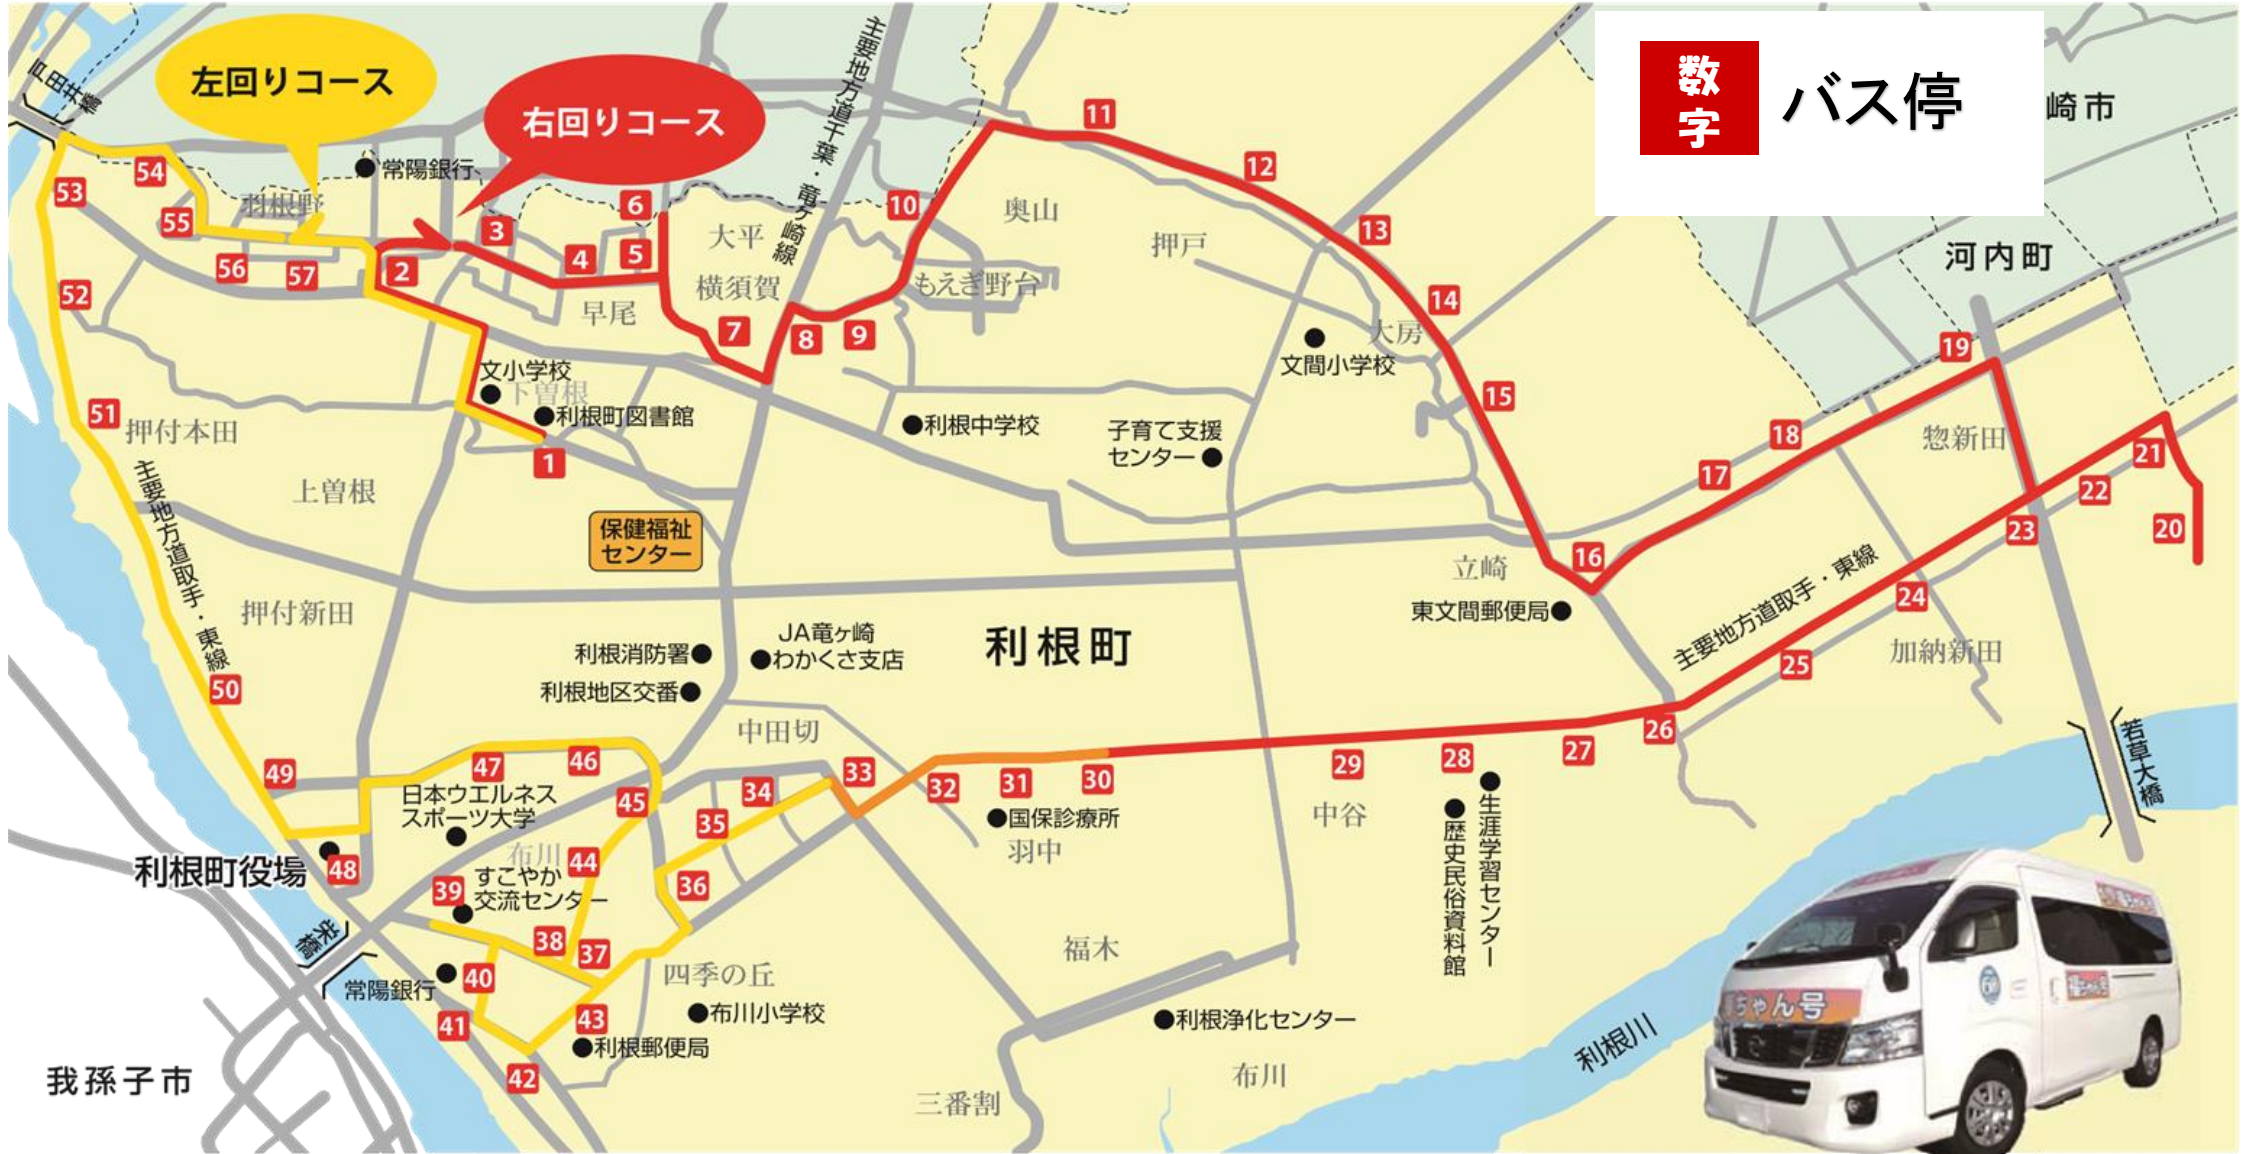 戸田井橋
左回りコース
右回りコース
主要地方道千葉・竜ヶ崎線
数
字
バス停
崎市
河内町
常陽銀行
羽根野
54
53
55
56
57
52
51
2
3
4
5
6
7
8
9
10
11
12
13
14
15
16
17
18
19
20
21
22
23
24
25
26
大平
横須賀
早尾
奥山
押戸
もえぎ野台
大房
文間小学校
文小学校
下曽根
利根町図書館
1
利根中学校
子育て支援
センター
惣新田
押付本田
上曽根
主要地方道取手・東線
保健福祉
センター
押付新田
立崎
東文間郵便局
主要地方道取手・東線
加納新田
利根町
利根消防署
利根地区交番
JA竜ヶ崎
わかくさ支店
中田切
50
49
48
47
46
45
44
43
42
41
40
39
38
37
36
35
34
33
32
31
30
29
28
27
日本ウエルネス
スポーツ大学
利根町役場
布川
すこやか
交流センター
栄橋
常陽銀行
四季の丘
布川小学校
利根郵便局
国保診療所
羽中
中谷
生涯学習センター
歴史民俗資料館
福木
利根浄化センター
布川
三番割
利根川
若草大橋
我孫子市
ちゃん号